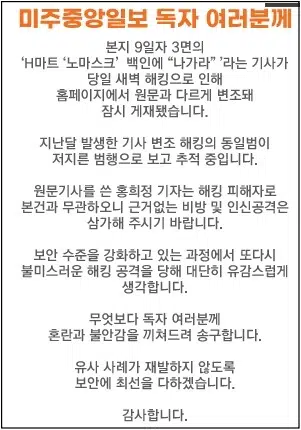 미주중앙일보 독자 여러분께
본지 9일자 3면의
‘H마트 ‘노마스크’ 백인에 “나가라” ’라는 기사가
당일 새벽 해킹으로 인해
홈페이지에서 원문과 다르게 변조돼
잠시 게재됐습니다.
지난달 발생한 기사 변조 해킹의 동일범이
저지른 범행으로 보고 추적 중입니다.
원문기사를 쓴 홍희정 기자는 해킹 피해자로
본건과 무관하오니 근거없는 비방 및 인신공격은
삼가해 주시기 바랍니다.
보안 수준을 강화하고 있는 과정에서 또다시
불미스러운 해킹 공격을 당해 대단히 유감스럽게
생각합니다.
무엇보다 독자 여러분께
혼란과 불안감을 끼쳐드려 송구합니다.
유사 사례가 재발하지 않도록
보안에 최선을 다하겠습니다.
감사합니다.